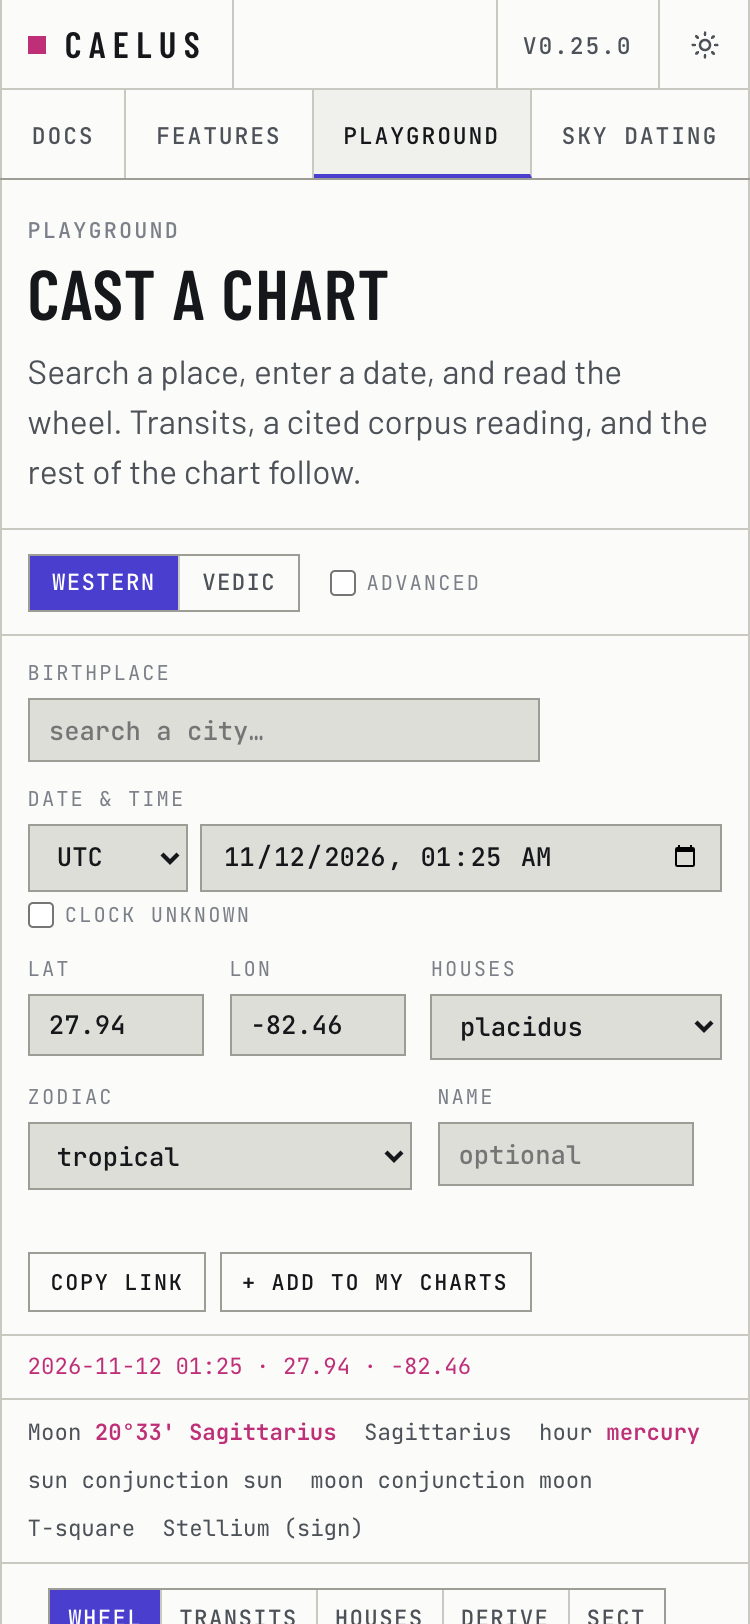 CAELUS V0.25.0
DOCS FEATURES PLAYGROUND SKY DATING
PLAYGROUND
CAST A CHART
Search a place, enter a date, and read the
wheel. Transits, a cited corpus reading, and the
rest of the chart follow.
WESTERN VEDIC ADVANCED
BIRTHPLACE
search a city…
DATE & TIME
UTC 11/12/2026, 01:25 AM
CLOCK UNKNOWN
LAT LON HOUSES
27.94 -82.46 placidus
ZODIAC NAME
tropical optional
COPY LINK + ADD TO MY CHARTS
2026-11-12 01:25 · 27.94 · -82.46
Moon 20°33' Sagittarius Sagittarius hour mercury
sun conjunction sun moon conjunction moon
T-square Stellium (sign)
WHEEL TRANSITS HOUSES DERIVE SECT